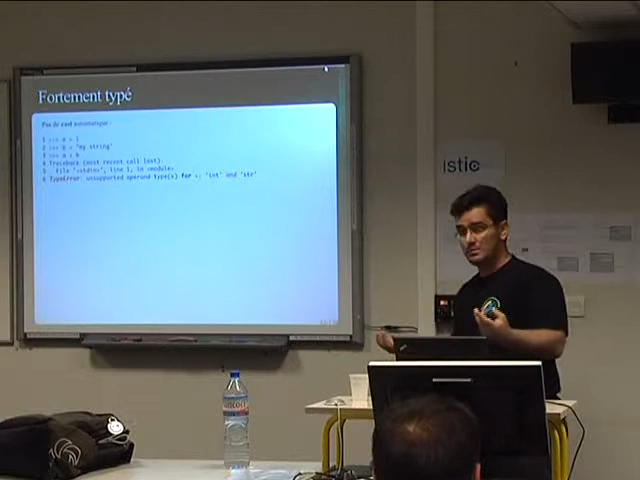 Fortement typé
Pas de cast automatique :
1 >>> a = 1
2 >>> b = 'my string'
3 >>> a + b
4 Traceback (most recent call last):
5 File "<stdin>", line 1, in <module>
6 TypeError: unsupported operand type(s) for +: 'int' and 'str'
istic